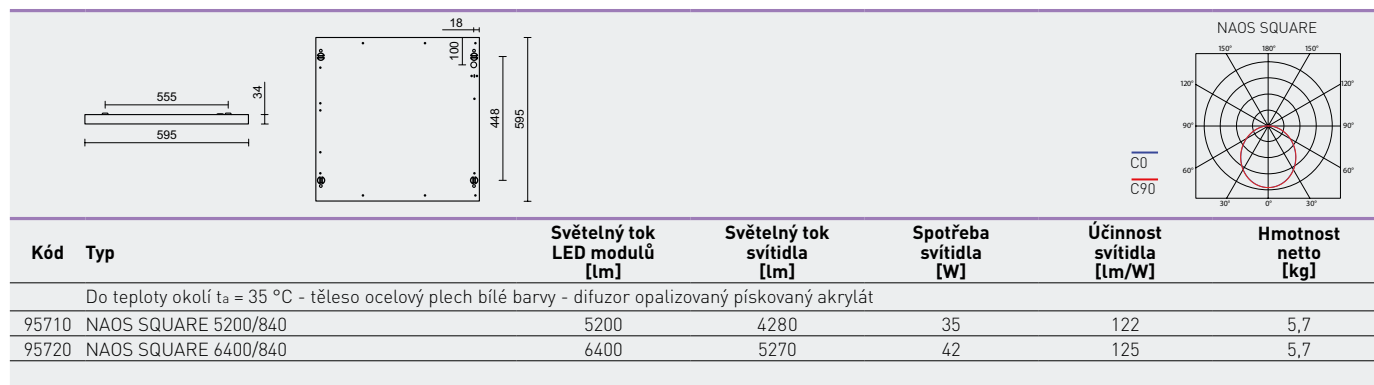 18
NAOS SQUARE
100
150° 180° 150°
555
34
120° 120°
448
595
595
90° 90°
C0
60° 60°
C90
30° 0° 30°
Kód Typ Světelný tok LED modulů [lm] Světelný tok svítidla [lm] Spotřeba svítidla [W] Účinnost svítidla [lm/W] Hmotnost netto [kg]
Do teploty okolí ta = 35 °C - těleso ocelový plech bílé barvy - difuzor opalizovaný pískovaný akrylát
95710 NAOS SQUARE 5200/840 5200 4280 35 122 5,7
95720 NAOS SQUARE 6400/840 6400 5270 42 125 5,7